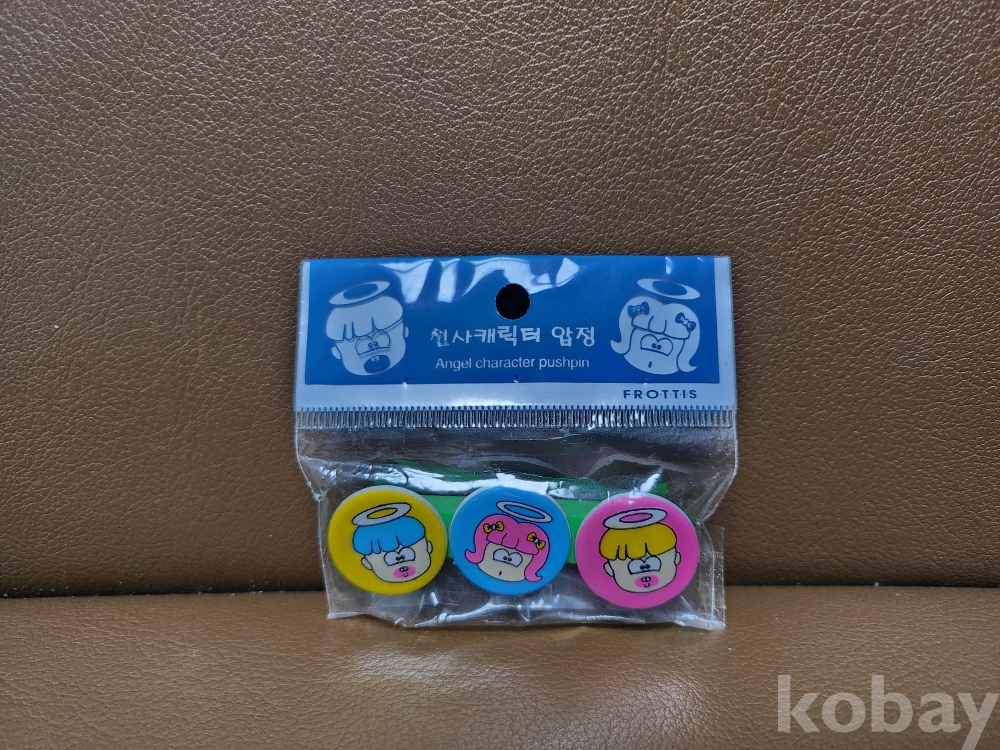 천사캐릭터 압정
Angel character pushpin
FROTTIS
kobay